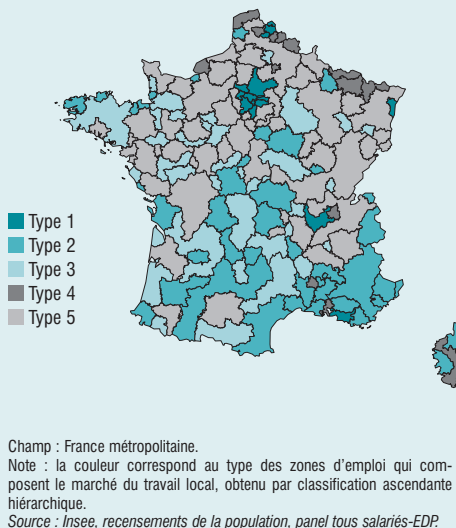 Type 1
Type 2
Type 3
Type 4
Type 5
Champ : France métropolitaine.
Note : la couleur correspond au type des zones d'emploi qui com-
posent le marché du travail local, obtenu par classification ascendante
hiérarchique.
Source : Insee, recensements de la population, panel tous salariés-EDP.